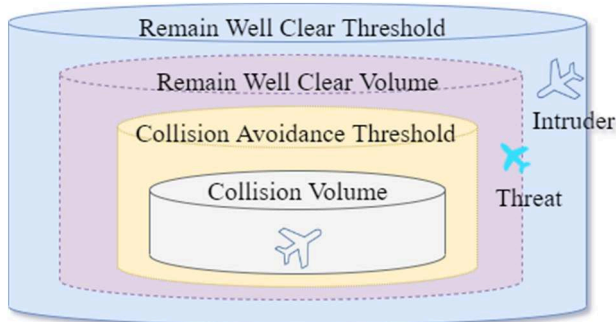 Remain Well Clear Threshold
Remain Well Clear Volume
Intruder
Collision Avoidance Threshold
Collision Volume
Threat